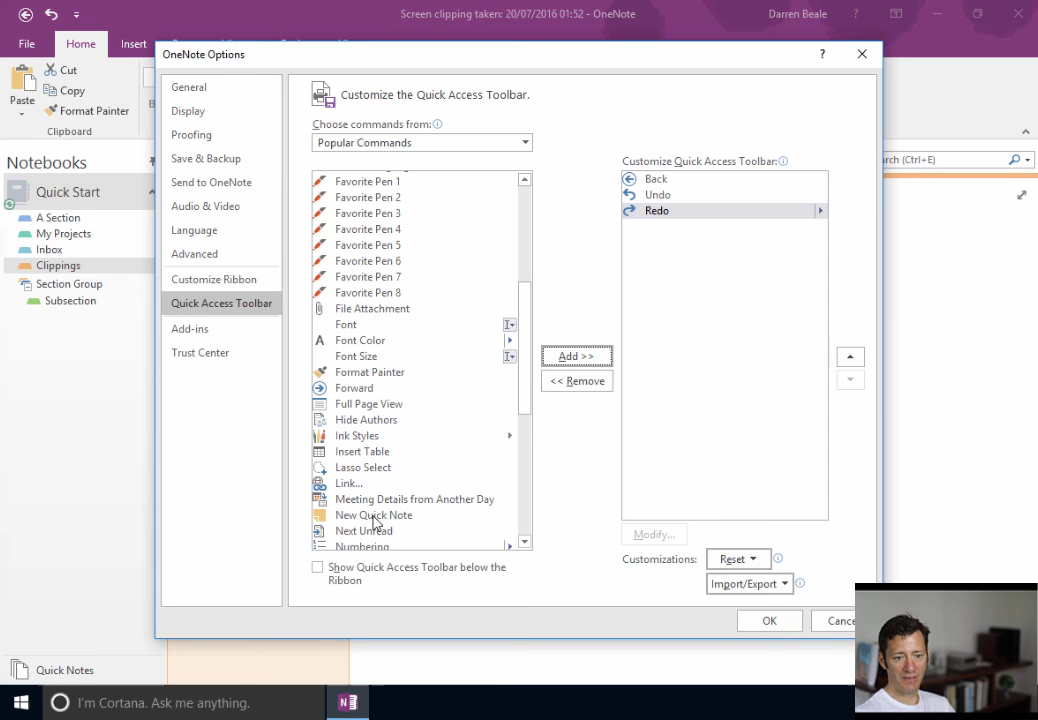 Screen clipping taken: 20/07/2016 01:52 - OneNote
Darren Beale
?
File
Home
Insert
Cut
Copy
Format Painter
Paste
Clipboard
B
Notebooks
Quick Start
A Section
My Projects
Inbox
Clippings
Section Group
Subsection
Quick Notes
rch (Ctrl+E)
OneNote Options
?
General
Display
Proofing
Save & Backup
Send to OneNote
Audio & Video
Language
Advanced
Customize Ribbon
Quick Access Toolbar
Add-ins
Trust Center
Customize the Quick Access Toolbar.
Choose commands from:
Popular Commands
Favorite Pen 1
Favorite Pen 2
Favorite Pen 3
Favorite Pen 4
Favorite Pen 5
Favorite Pen 6
Favorite Pen 7
Favorite Pen 8
File Attachment
Font
Font Color
Font Size
Format Painter
Forward
Full Page View
Hide Authors
Ink Styles
Insert Table
Lasso Select
Link...
Meeting Details from Another Day
New Quick Note
Next Unread
Numbering
Show Quick Access Toolbar below the
Ribbon
Add >>
<< Remove
Customize Quick Access Toolbar:
Back
Undo
Redo
Modify...
Customizations:
Reset
Import/Export
OK
Cance
I'm Cortana. Ask me anything.